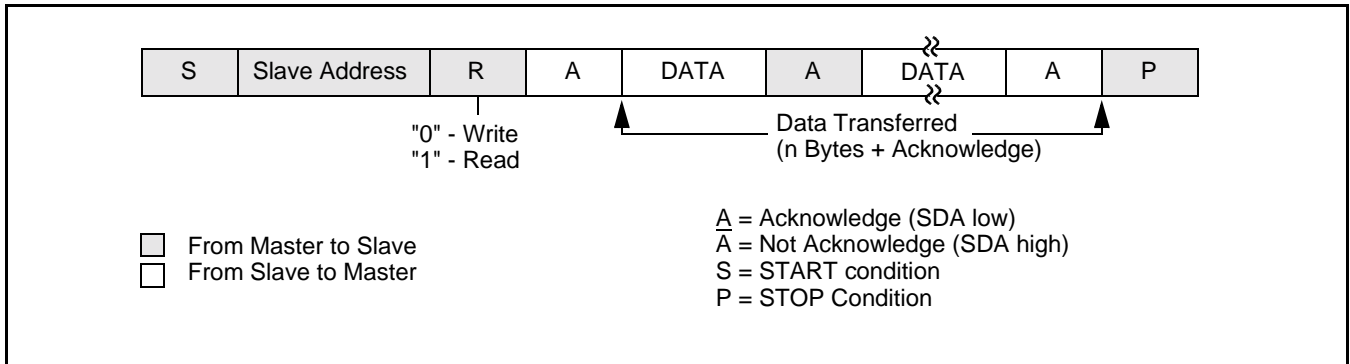 S Slave Address R A DATA A DATA A P
"0" - Write
"1" - Read
Data Transferred
(n Bytes + Acknowledge)
From Master to Slave
From Slave to Master
A = Acknowledge (SDA low)
A̅ = Not Acknowledge (SDA high)
S = START condition
P = STOP Condition